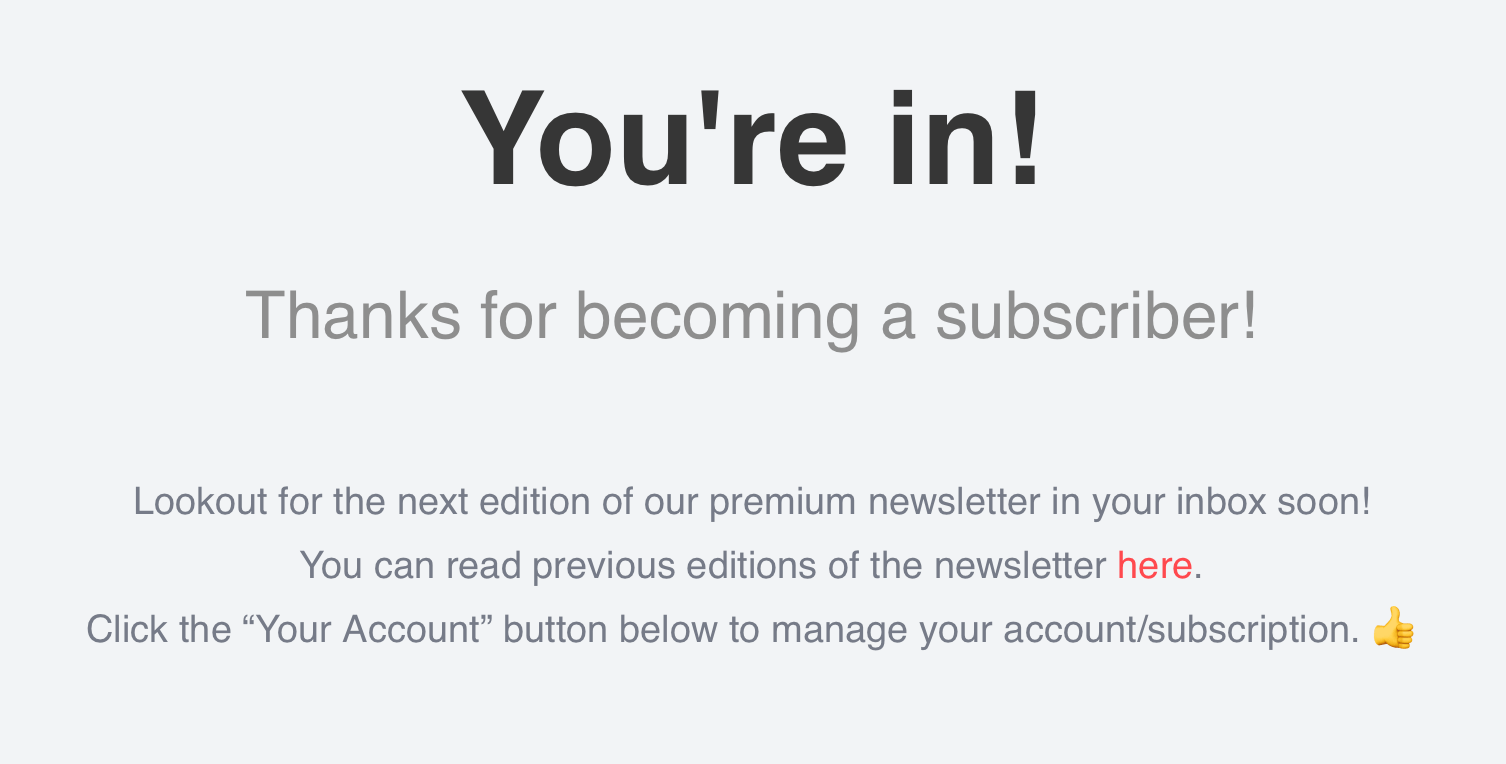 You're in!
Thanks for becoming a subscriber!
Lookout for the next edition of our premium newsletter in your inbox soon!
You can read previous editions of the newsletter here.
Click the “Your Account” button below to manage your account/subscription. 👍